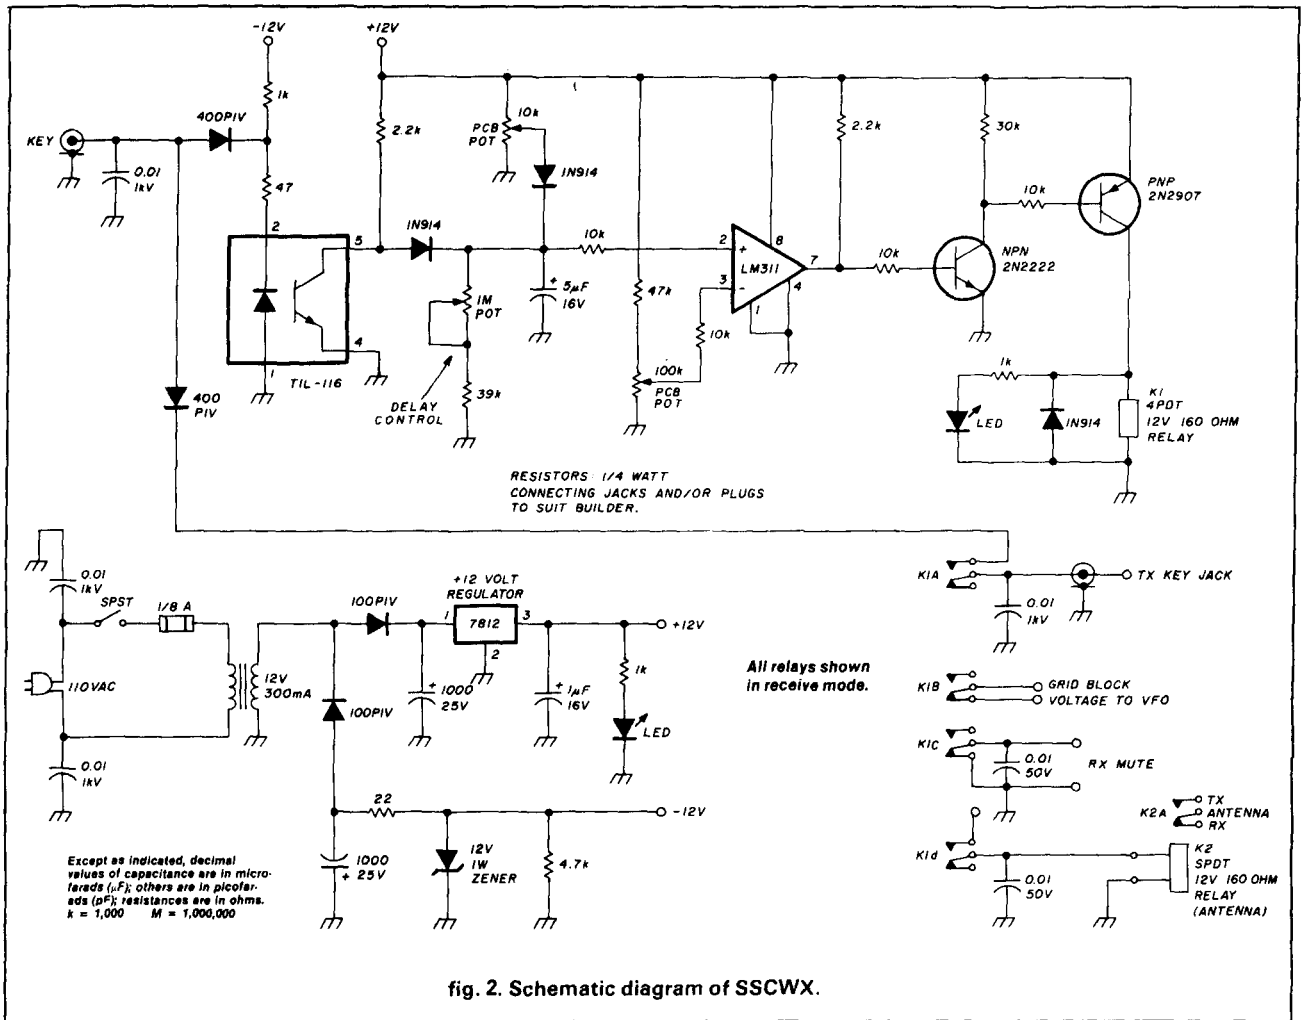 -12V
+12V
1k
400PIV
KEY
0.01
1kV
47
2.2k
10k
PCB
POT
1N914
2.2k
30k
10k
PNP
2N2907
2
5
1N914
10k
2
+
8
LM311
7
3
-
4
1
10k
NPN
2N2222
1M
POT
5µF
16V
+
47k
10k
4
1
TIL-116
100k
PCB
POT
400
PIV
DELAY
CONTROL
39k
1k
LED
1N914
K1
4PDT
12V 160 OHM
RELAY
RESISTORS: 1/4 WATT
CONNECTING JACKS AND/OR PLUGS
TO SUIT BUILDER.
0.01
1kV
SPST
1/8 A
+12 VOLT
REGULATOR
100PIV
1
7812
3
2
+12V
K1A
TX KEY JACK
0.01
1kV
110VAC
12V
300mA
100PIV
+
1000
25V
+
1µF
16V
1k
LED
All relays shown
in receive mode.
K1B
GRID BLOCK
VOLTAGE TO VFO
K1C
0.01
50V
RX MUTE
0.01
1kV
22
-12V
TX
K2A
ANTENNA
RX
1000
25V
+
12V
1W
ZENER
4.7k
K1d
0.01
50V
K2
SPDT
12V 160 OHM
RELAY
(ANTENNA)
Except as indicated, decimal
values of capacitance are in micro-
farads (µF); others are in picofar-
ads (pF); resistances are in ohms.
k = 1,000 M = 1,000,000
fig. 2. Schematic diagram of SSCWX.